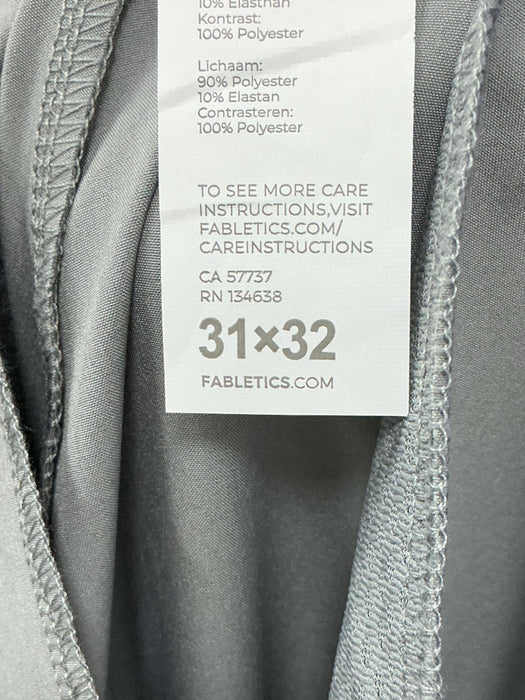 10% Elasthan
Kontrast:
100% Polyester
Lichaam:
90% Polyester
10% Elastan
Contrasteren:
100% Polyester
TO SEE MORE CARE
INSTRUCTIONS,VISIT
FABLETICS.COM/
CAREINSTRUCTIONS
CA 57737
RN 134638
31×32
FABLETICS.COM